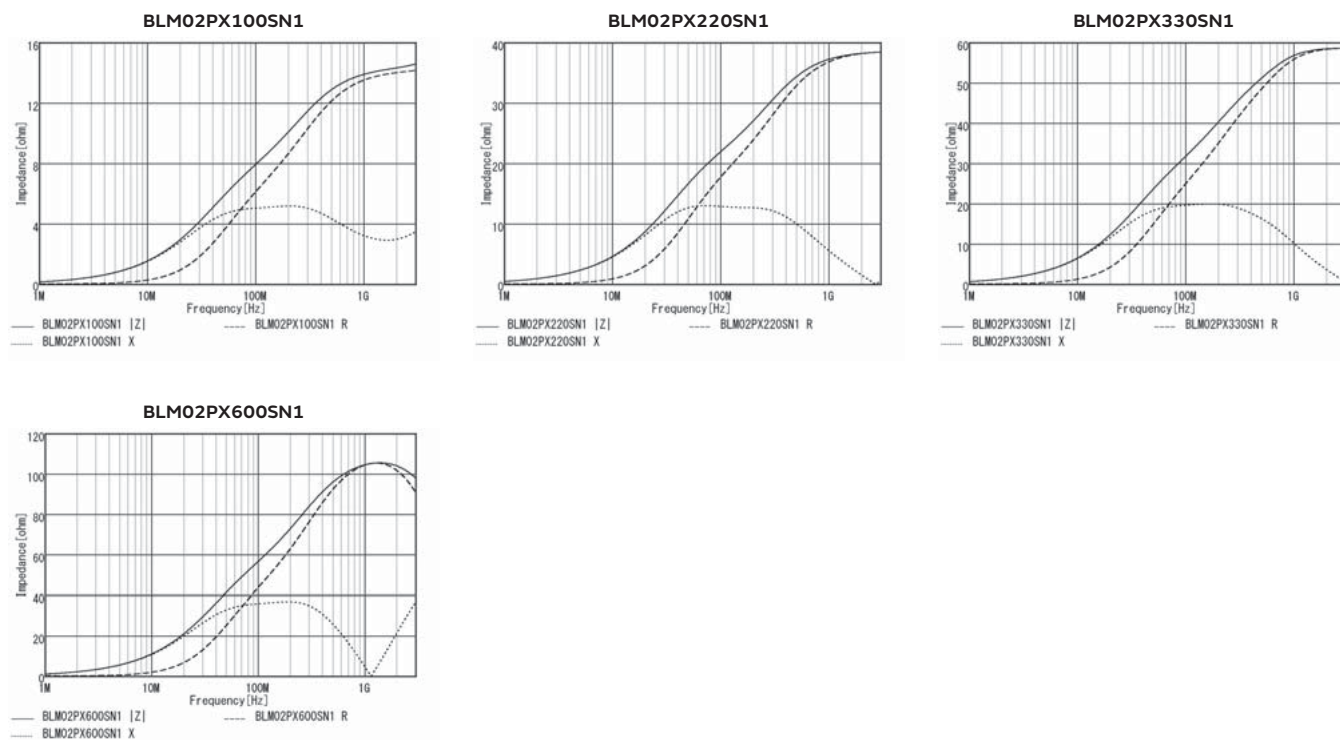 BLM02PX100SN1
16
12
8
4
0
Impedance[ohm]
1M 10M 100M 1G
Frequency[Hz]
BLM02PX100SN1 |Z| BLM02PX100SN1 R
BLM02PX100SN1 X
BLM02PX220SN1
40
30
20
10
0
Impedance[ohm]
1M 10M 100M 1G
Frequency[Hz]
BLM02PX220SN1 |Z| BLM02PX220SN1 R
BLM02PX220SN1 X
BLM02PX330SN1
60
50
40
30
20
10
0
Impedance[ohm]
1M 10M 100M 1G
Frequency[Hz]
BLM02PX330SN1 |Z| BLM02PX330SN1 R
BLM02PX330SN1 X
BLM02PX600SN1
120
100
80
60
40
20
0
Impedance[ohm]
1M 10M 100M 1G
Frequency[Hz]
BLM02PX600SN1 |Z| BLM02PX600SN1 R
BLM02PX600SN1 X